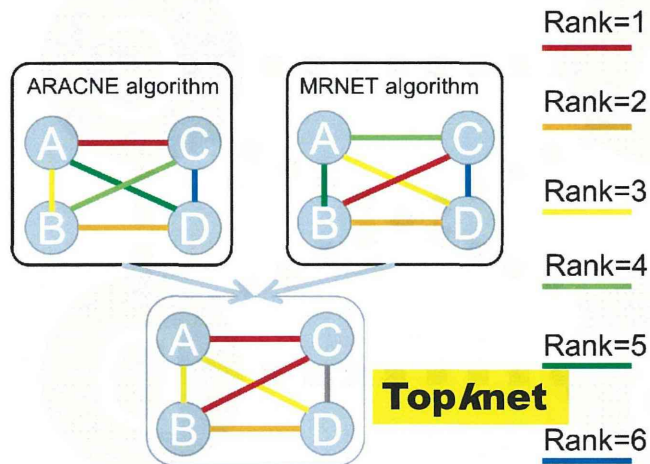 Rank=1
ARACNE algorithm
MRNET algorithm
Rank=2
A
C
A
C
Rank=3
B
D
B
D
Rank=4
A
C
Rank=5
Topknet
B
D
Rank=6